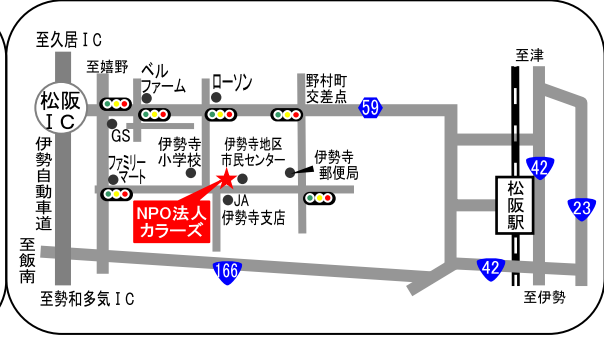 至久居IC
至嬉野
ベル
ファーム
ローソン
野村町
交差点
59
至津
松阪
IC
GS
伊勢寺
小学校
伊勢寺地区
市民センター
伊勢寺
郵便局
ファミリー
マート
伊勢自動車道
NPO法人
カラーズ
JA
伊勢寺支店
42
松阪駅
23
至飯南
166
42
至勢和多気IC
至伊勢